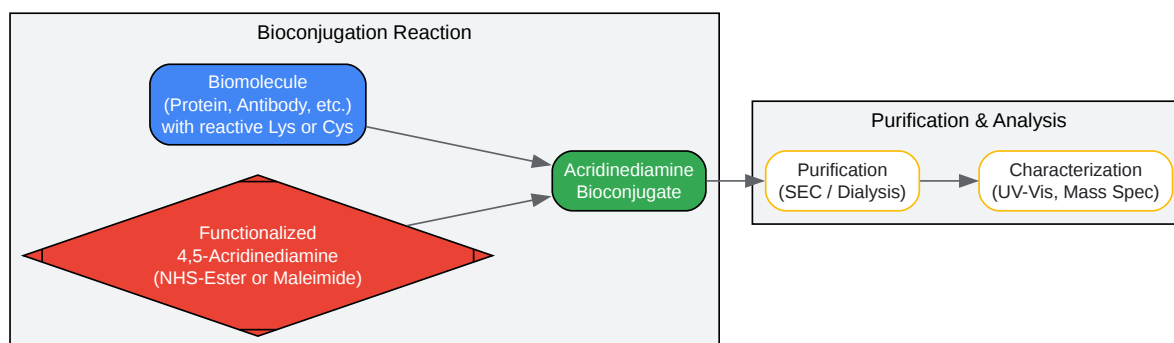 Bioconjugation Reaction
Biomolecule
(Protein, Antibody, etc.)
with reactive Lys or Cys
Functionalized
4,5-Acridinediamine
(NHS-Ester or Maleimide)
Acridinediamine
Bioconjugate
Purification & Analysis
Purification
(SEC / Dialysis)
Characterization
(UV-Vis, Mass Spec)